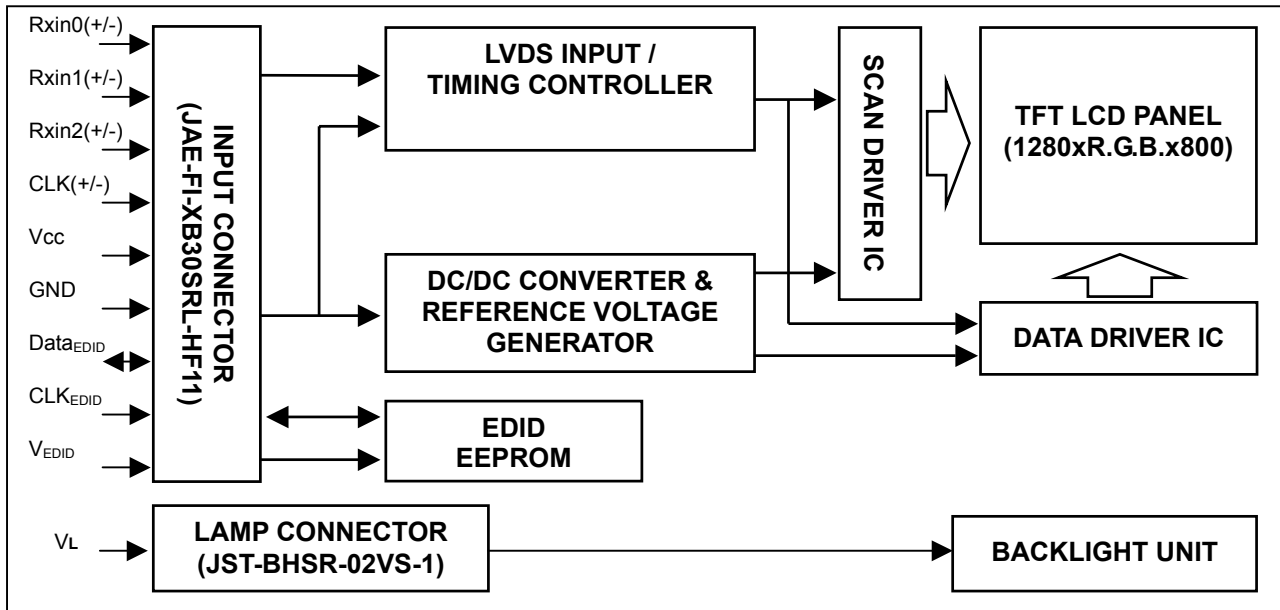 Rxin0(+/-)
Rxin1(+/-)
Rxin2(+/-)
CLK(+/-)
Vcc
GND
DataEDID
CLKEDID
VEDID
INPUT CONNECTOR
(JAE-FI-XB30SRL-HF11)
LVDS INPUT /
TIMING CONTROLLER
DC/DC CONVERTER &
REFERENCE VOLTAGE
GENERATOR
EDID
EEPROM
SCAN DRIVER IC
TFT LCD PANEL
(1280xR.G.B.x800)
DATA DRIVER IC
VL
LAMP CONNECTOR
(JST-BHSR-02VS-1)
BACKLIGHT UNIT